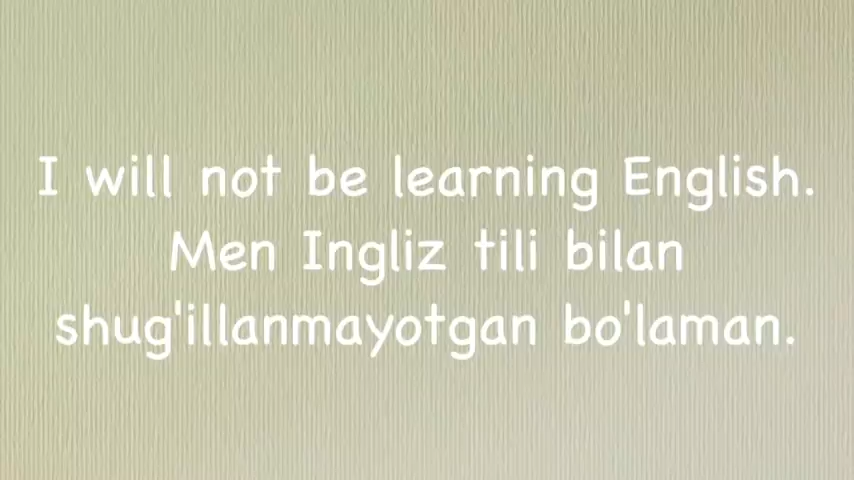 I will not be learning English.
Men Ingliz tili bilan
shug'illanmayotgan bo'laman.